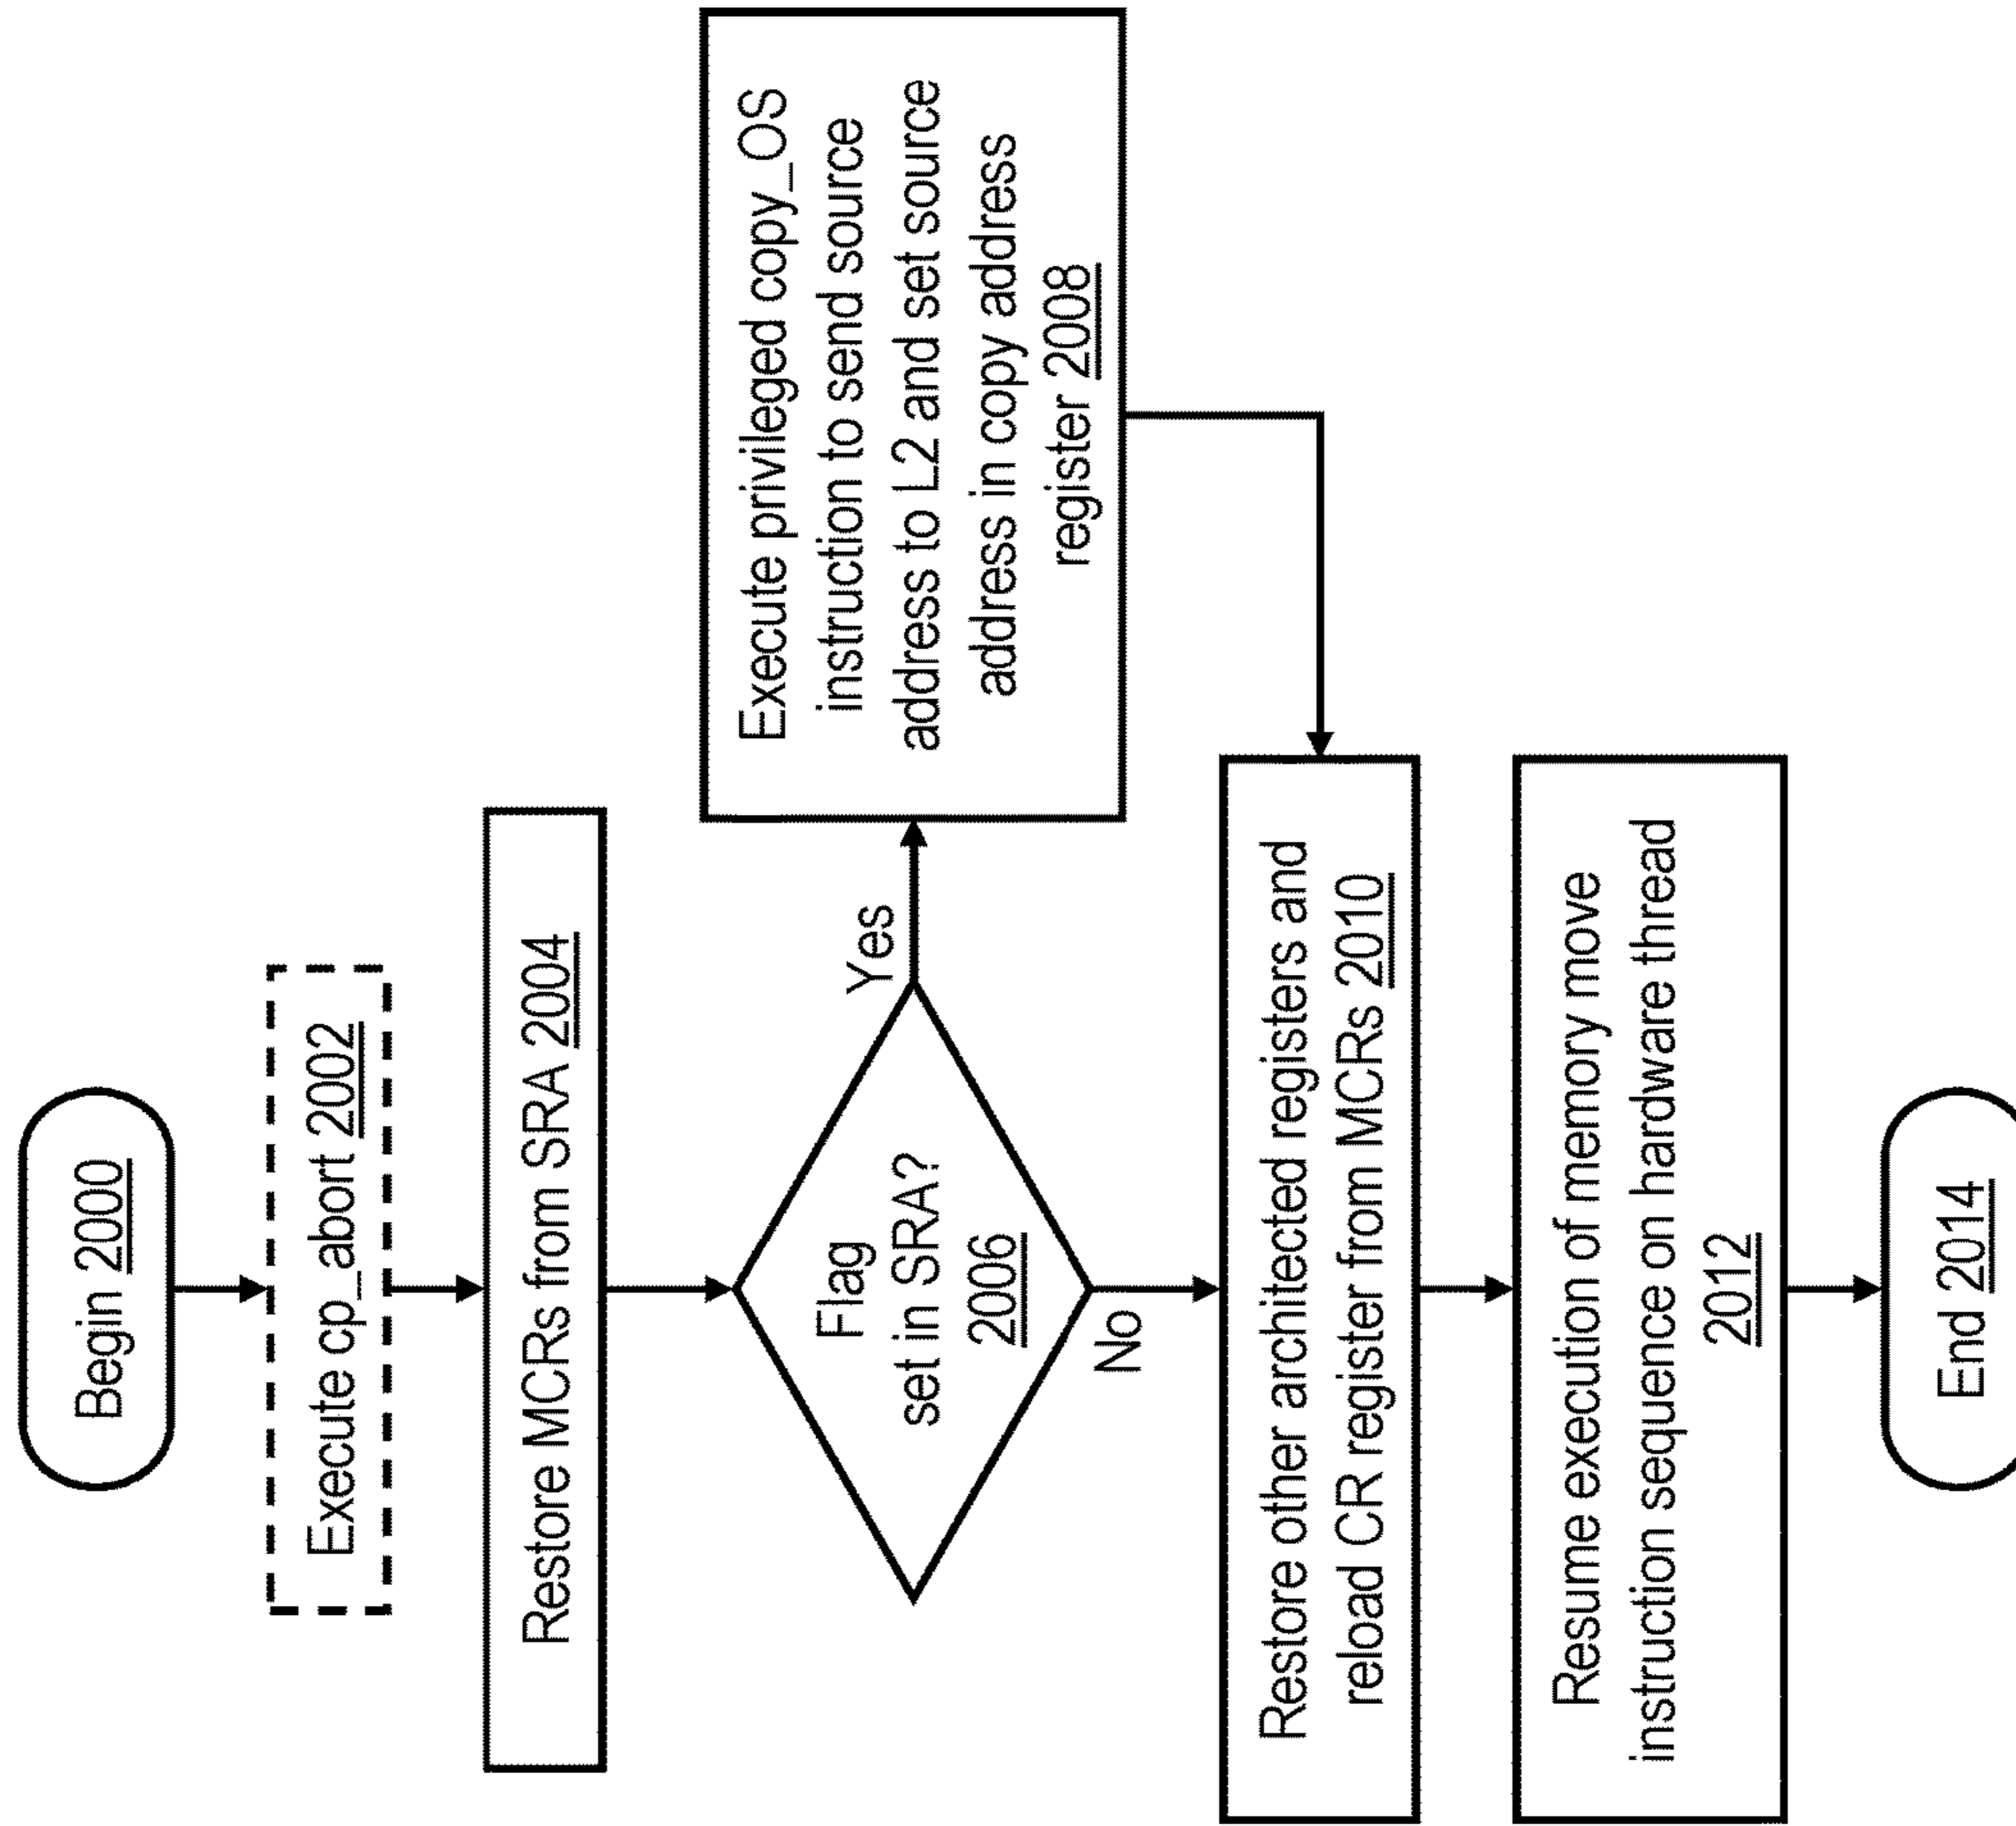 Begin 2000
Execute cp_abort 2002
Restore MCRs from SRA 2004
Flag
set in SRA?
2006
Yes
Execute privileged copy_OS
instruction to send source
address to L2 and set source
address in copy address
register 2008
No
Restore other architected registers and
reload CR register from MCRs 2010
Resume execution of memory move
instruction sequence on hardware thread
2012
End 2014